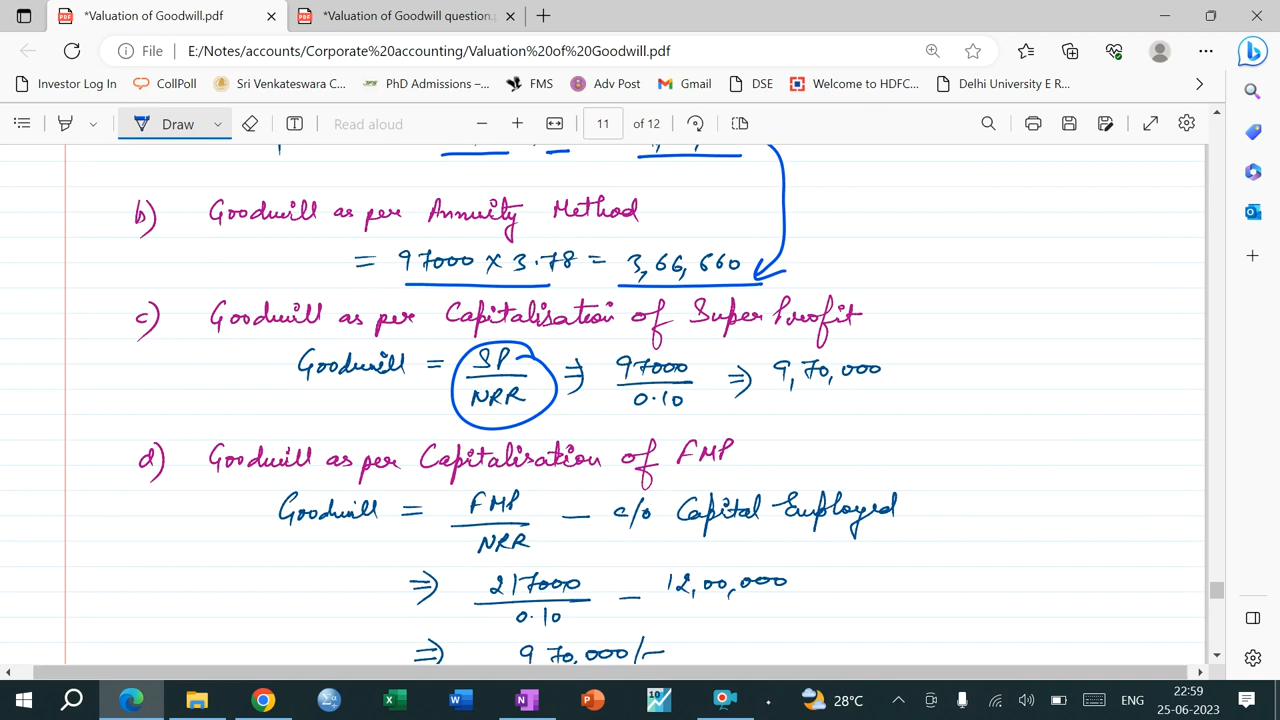 *Valuation of Goodwill.pdf
*Valuation of Goodwill question.
File E:/Notes/accounts/Corporate%20accounting/Valuation%20of%20Goodwill.pdf
Investor Log In CollPoll Sri Venkateswara C... PhD Admissions –... FMS Adv Post Gmail DSE Welcome to HDFC... Delhi University E R...
Draw Read aloud 11 of 12
b) Goodwill as per Annuity Method
= 97000 × 3.78 = 3,66,660
c) Goodwill as per Capitalisation of Super Profit
Goodwill = SP/NRR ⇒ 97000/0.10 ⇒ 9,70,000
d) Goodwill as per Capitalisation of FMP
Goodwill = FMP/NRR — c/o Capital Employed
⇒ 217000/0.10 — 12,00,000
⇒ 970,000/-
28°C
ENG
22:59
25-06-2023